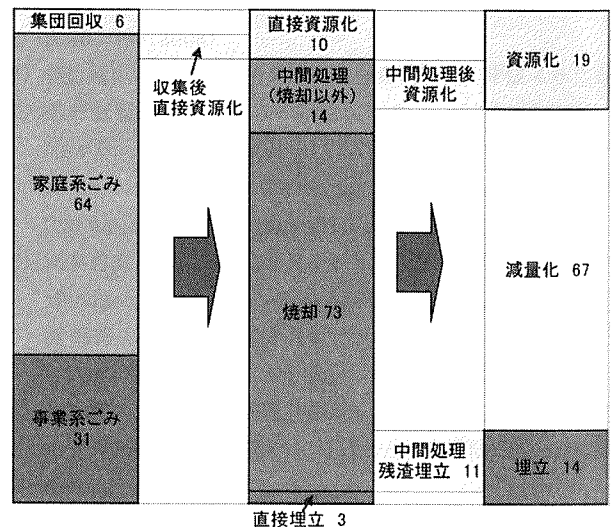 集団回収 6
家庭系ごみ
64
事業系ごみ
31
収集後
直接資源化
直接資源化
10
中間処理
(焼却以外)
14
焼却 73
直接埋立 3
中間処理後
資源化
中間処理
残渣埋立 11
資源化 19
減量化 67
埋立 14